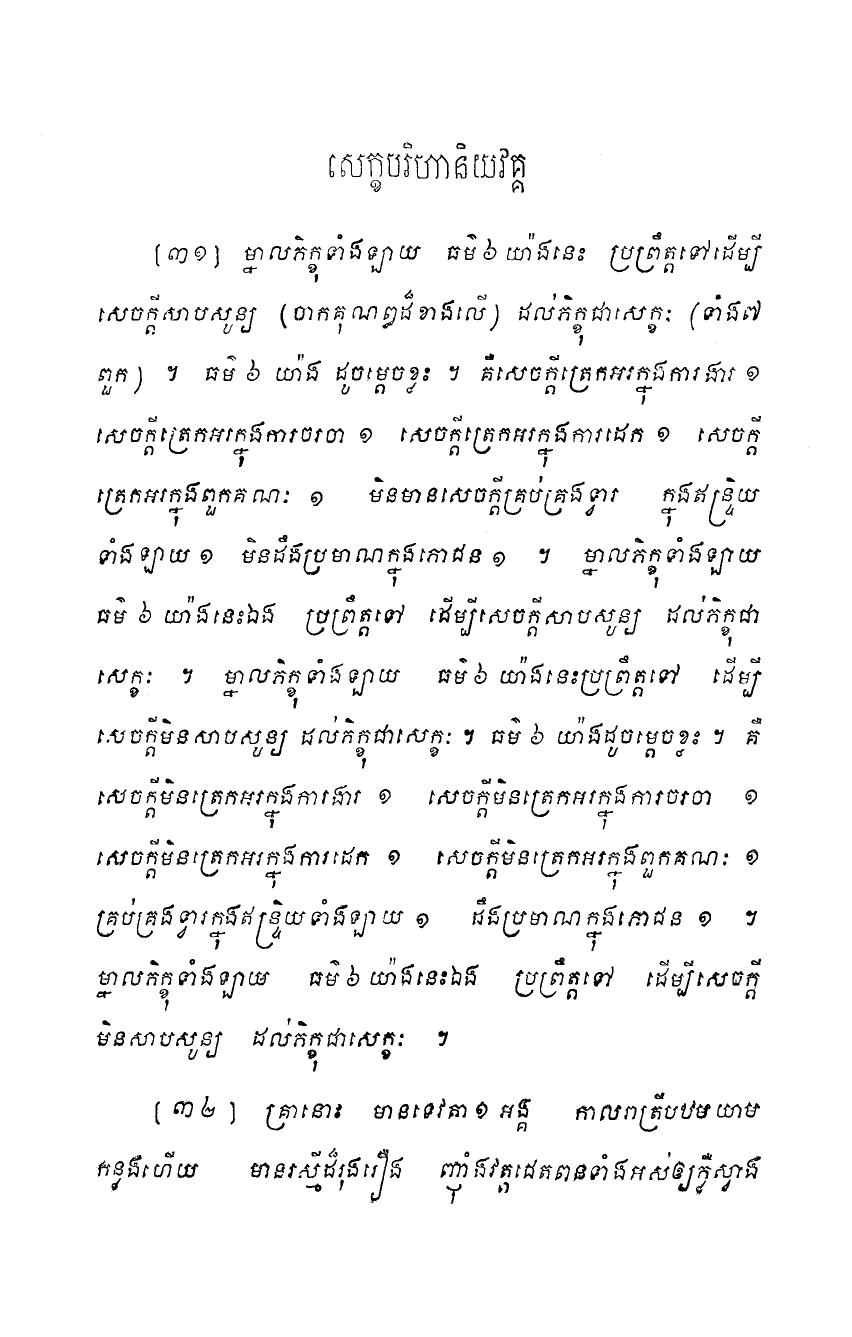 សេក្ខបរិហានិយវគ្គ
[៣១] ម្នាលភិក្ខុទាំងឡាយ ធម៌ ៦ យ៉ាងនេះ ប្រព្រឹត្តទៅដើម្បី
សេចក្តីសាបសូន្យ (ចាកគុណឰដ៏ខាងលើ) ដល់ភិក្ខុជាសេក្ខៈ (ទាំង៧
ពួក) ។ ធម៌ ៦ យ៉ាង ដូចម្តេចខ្លះ ។ គឺសេចក្តីត្រេកអរក្នុងការងារ ១
សេចក្តីត្រេកអរក្នុងការចរចា ១ សេចក្តីត្រេកអរក្នុងការដេក ១ សេចក្តី
ត្រេកអរក្នុងពួកគណៈ ១ មិនមានសេចក្តីគ្រប់គ្រងទ្វារ ក្នុងឥន្ទ្រិយ
ទាំងឡាយ ១ មិនដឹងប្រមាណក្នុងភោជន ១ ។ ម្នាលភិក្ខុទាំងឡាយ
ធម៌ ៦ យ៉ាងនេះឯង ប្រព្រឹត្តទៅ ដើម្បីសេចក្តីសាបសូន្យ ដល់ភិក្ខុជា
សេក្ខៈ ។ ម្នាលភិក្ខុទាំងឡាយ ធម៌ ៦ យ៉ាងនេះប្រព្រឹត្តទៅ ដើម្បី
សេចក្តីមិនសាបសូន្យ ដល់ភិក្ខុជាសេក្ខៈ ។ ធម៌ ៦ យ៉ាងដូចម្តេចខ្លះ ។ គឺ
សេចក្តីមិនត្រេកអរក្នុងការងារ ១ សេចក្តីមិនត្រេកអរក្នុងការចរចា ១
សេចក្តីមិនត្រេកអរក្នុងការដេក ១ សេចក្តីមិនត្រេកអរក្នុងពួកគណៈ ១
គ្រប់គ្រងទ្វារក្នុងឥន្ទ្រិយទាំងឡាយ ១ ដឹងប្រមាណក្នុងភោជន ១ ។
ម្នាលភិក្ខុទាំងឡាយ ធម៌ ៦ យ៉ាងនេះឯង ប្រព្រឹត្តទៅ ដើម្បីសេចក្តី
មិនសាបសូន្យ ដល់ភិក្ខុជាសេក្ខៈ ។
[៣២] គ្រានោះ មានទេវតា ១ អង្គ កាលរាត្រីបឋមយាម
កន្លងហើយ មានរស្មីដ៏រុងរឿង ញ៉ាំងវត្តជេតពនទាំងអស់ឲ្យភ្លឺស្វាង